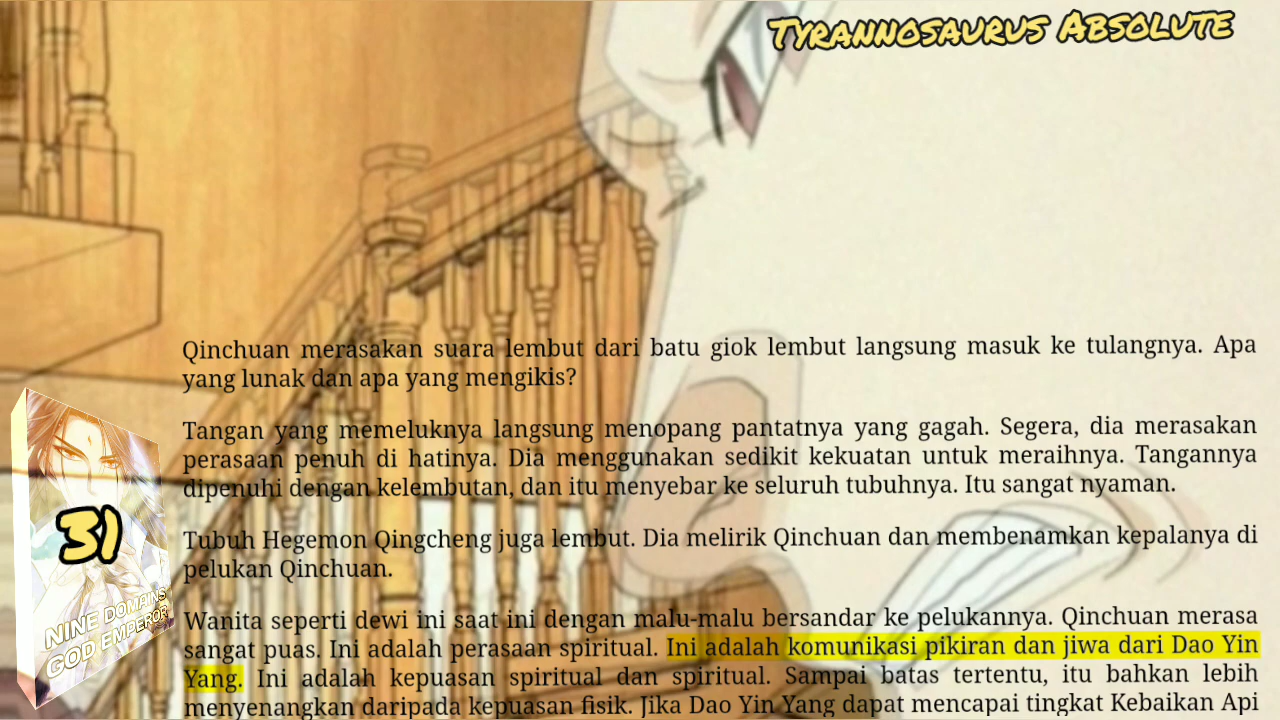 Tyrannosaurus Absolute
Qinchuan merasakan suara lembut dari batu giok lembut langsung masuk ke tulangnya. Apa
yang lunak dan apa yang mengikis?
Tangan yang memeluknya langsung menopang pantatnya yang gagah. Segera, dia merasakan
perasaan penuh di hatinya. Dia menggunakan sedikit kekuatan untuk meraihnya. Tangannya
dipenuhi dengan kelembutan, dan itu menyebar ke seluruh tubuhnya. Itu sangat nyaman.
Tubuh Hegemon Qingcheng juga lembut. Dia melirik Qinchuan dan membenamkan kepalanya di
pelukan Qinchuan.
Wanita seperti dewi ini saat ini dengan malu-malu bersandar ke pelukannya. Qinchuan merasa
sangat puas. Ini adalah perasaan spiritual. Ini adalah komunikasi pikiran dan jiwa dari Dao Yin
Yang. Ini adalah kepuasan spiritual dan spiritual. Sampai batas tertentu, itu bahkan lebih
menyenangkan daripada kepuasan fisik. Jika Dao Yin Yang dapat mencapai tingkat Kebaikan Api
31
NINE DOMAINS
GOD EMPEROR